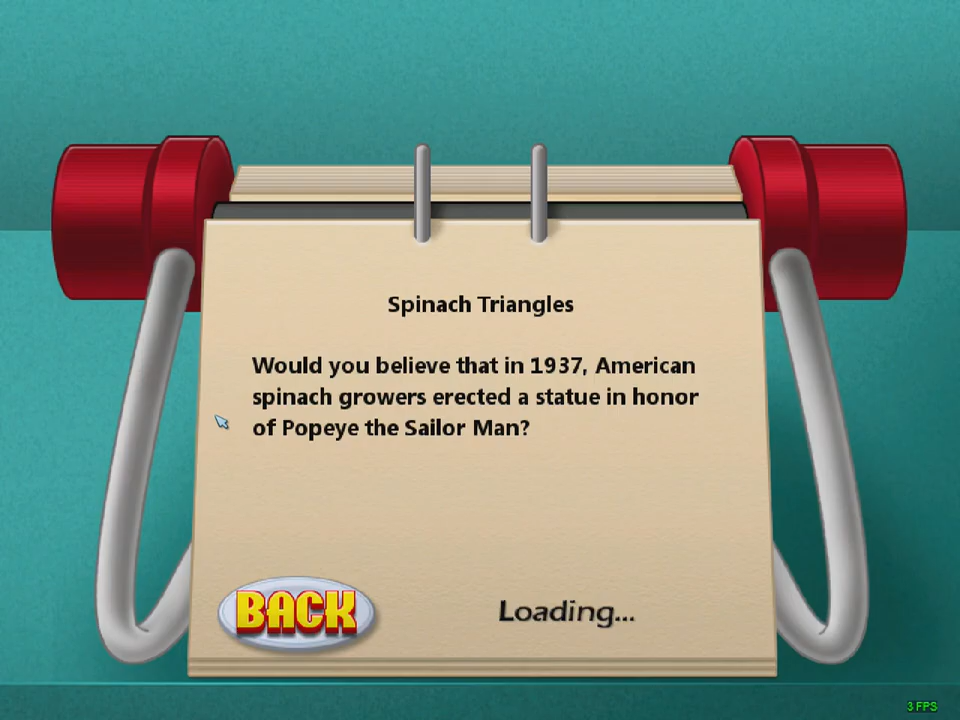 Spinach Triangles
Would you believe that in 1937, American
spinach growers erected a statue in honor
of Popeye the Sailor Man?
BACK
Loading...
3 FPS